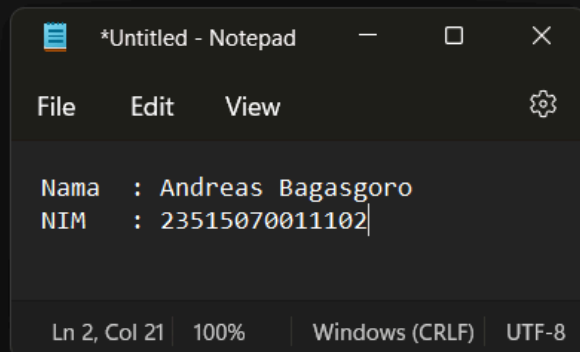 *Untitled - Notepad
File Edit View
Nama : Andreas Bagasgoro
NIM : 23515070011102
Ln 2, Col 21 100% Windows (CRLF) UTF-8